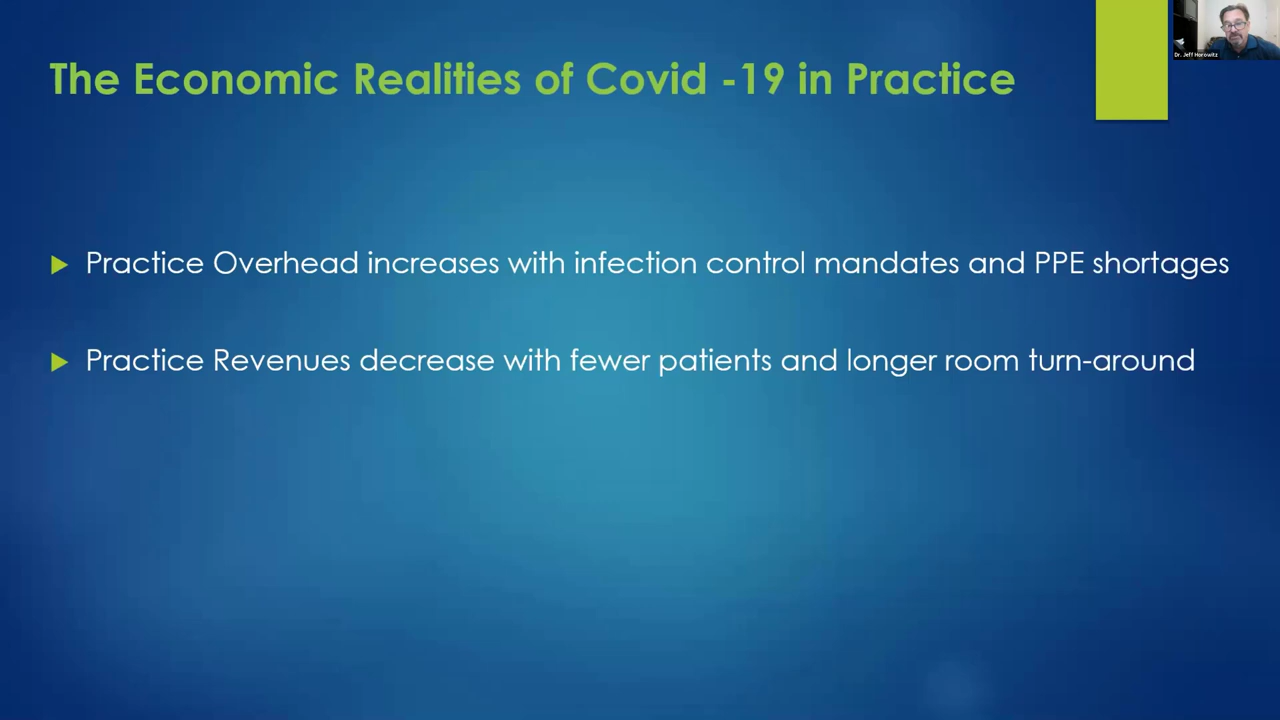 The Economic Realities of Covid -19 in Practice
Dr. Jeff Horowitz
Practice Overhead increases with infection control mandates and PPE shortages
Practice Revenues decrease with fewer patients and longer room turn-around